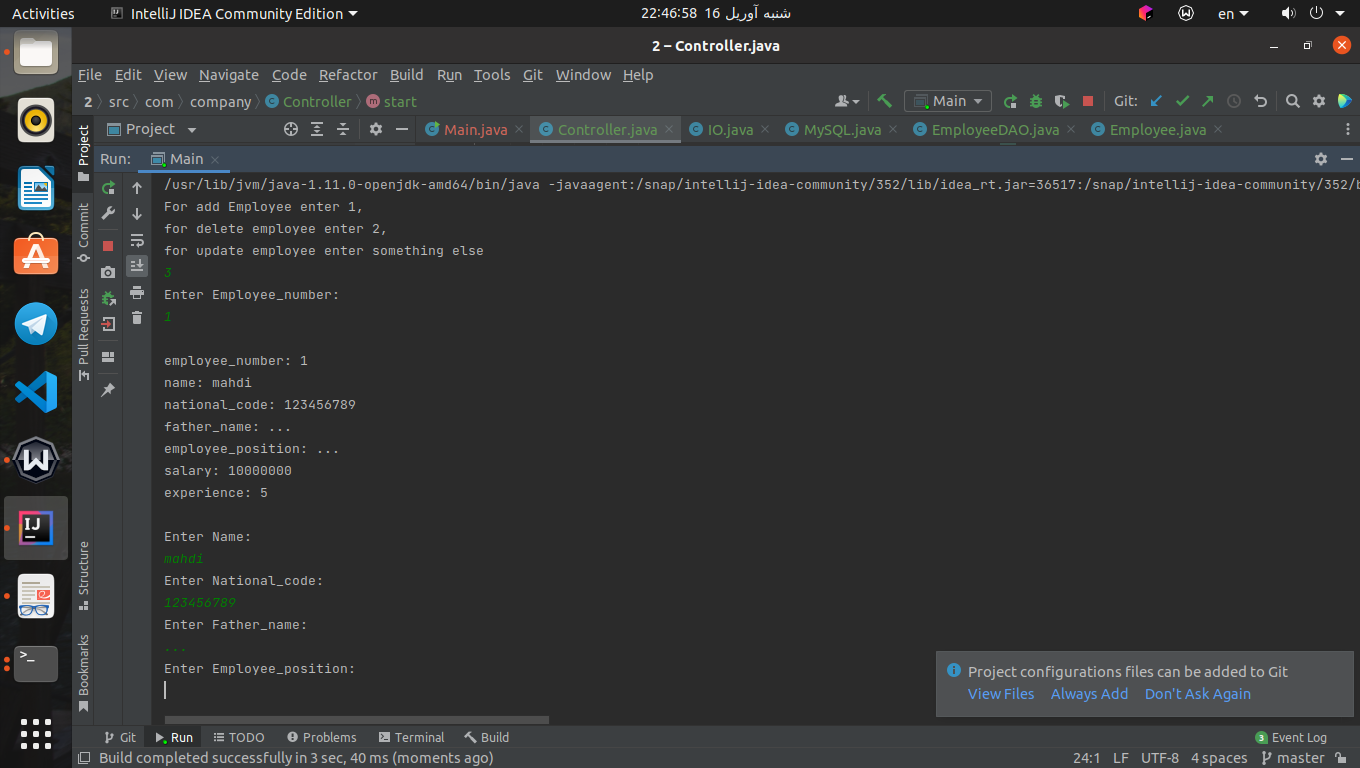 Activities
IntelliJ IDEA Community Edition
شنبه آوریل 16 22:46:58
en
2 – Controller.java
File Edit View Navigate Code Refactor Build Run Tools Git Window Help
2 src com company Controller start
Main
Git:
Project
Main.java
Controller.java
IO.java
MySQL.java
EmployeeDAO.java
Employee.java
Run: Main
Project
Commit
Pull Requests
Structure
Bookmarks
/usr/lib/jvm/java-1.11.0-openjdk-amd64/bin/java -javaagent:/snap/intellij-idea-community/352/lib/idea_rt.jar=36517:/snap/intellij-idea-community/352/b
For add Employee enter 1,
for delete employee enter 2,
for update employee enter something else
3
Enter Employee_number:
1
employee_number: 1
name: mahdi
national_code: 123456789
father_name: ...
employee_position: ...
salary: 10000000
experience: 5
Enter Name:
mahdi
Enter National_code:
123456789
Enter Father_name:
...
Enter Employee_position:
Project configurations files can be added to Git
View Files Always Add Don't Ask Again
Git Run TODO Problems Terminal Build
3 Event Log
Build completed successfully in 3 sec, 40 ms (moments ago)
24:1 LF UTF-8 4 spaces master